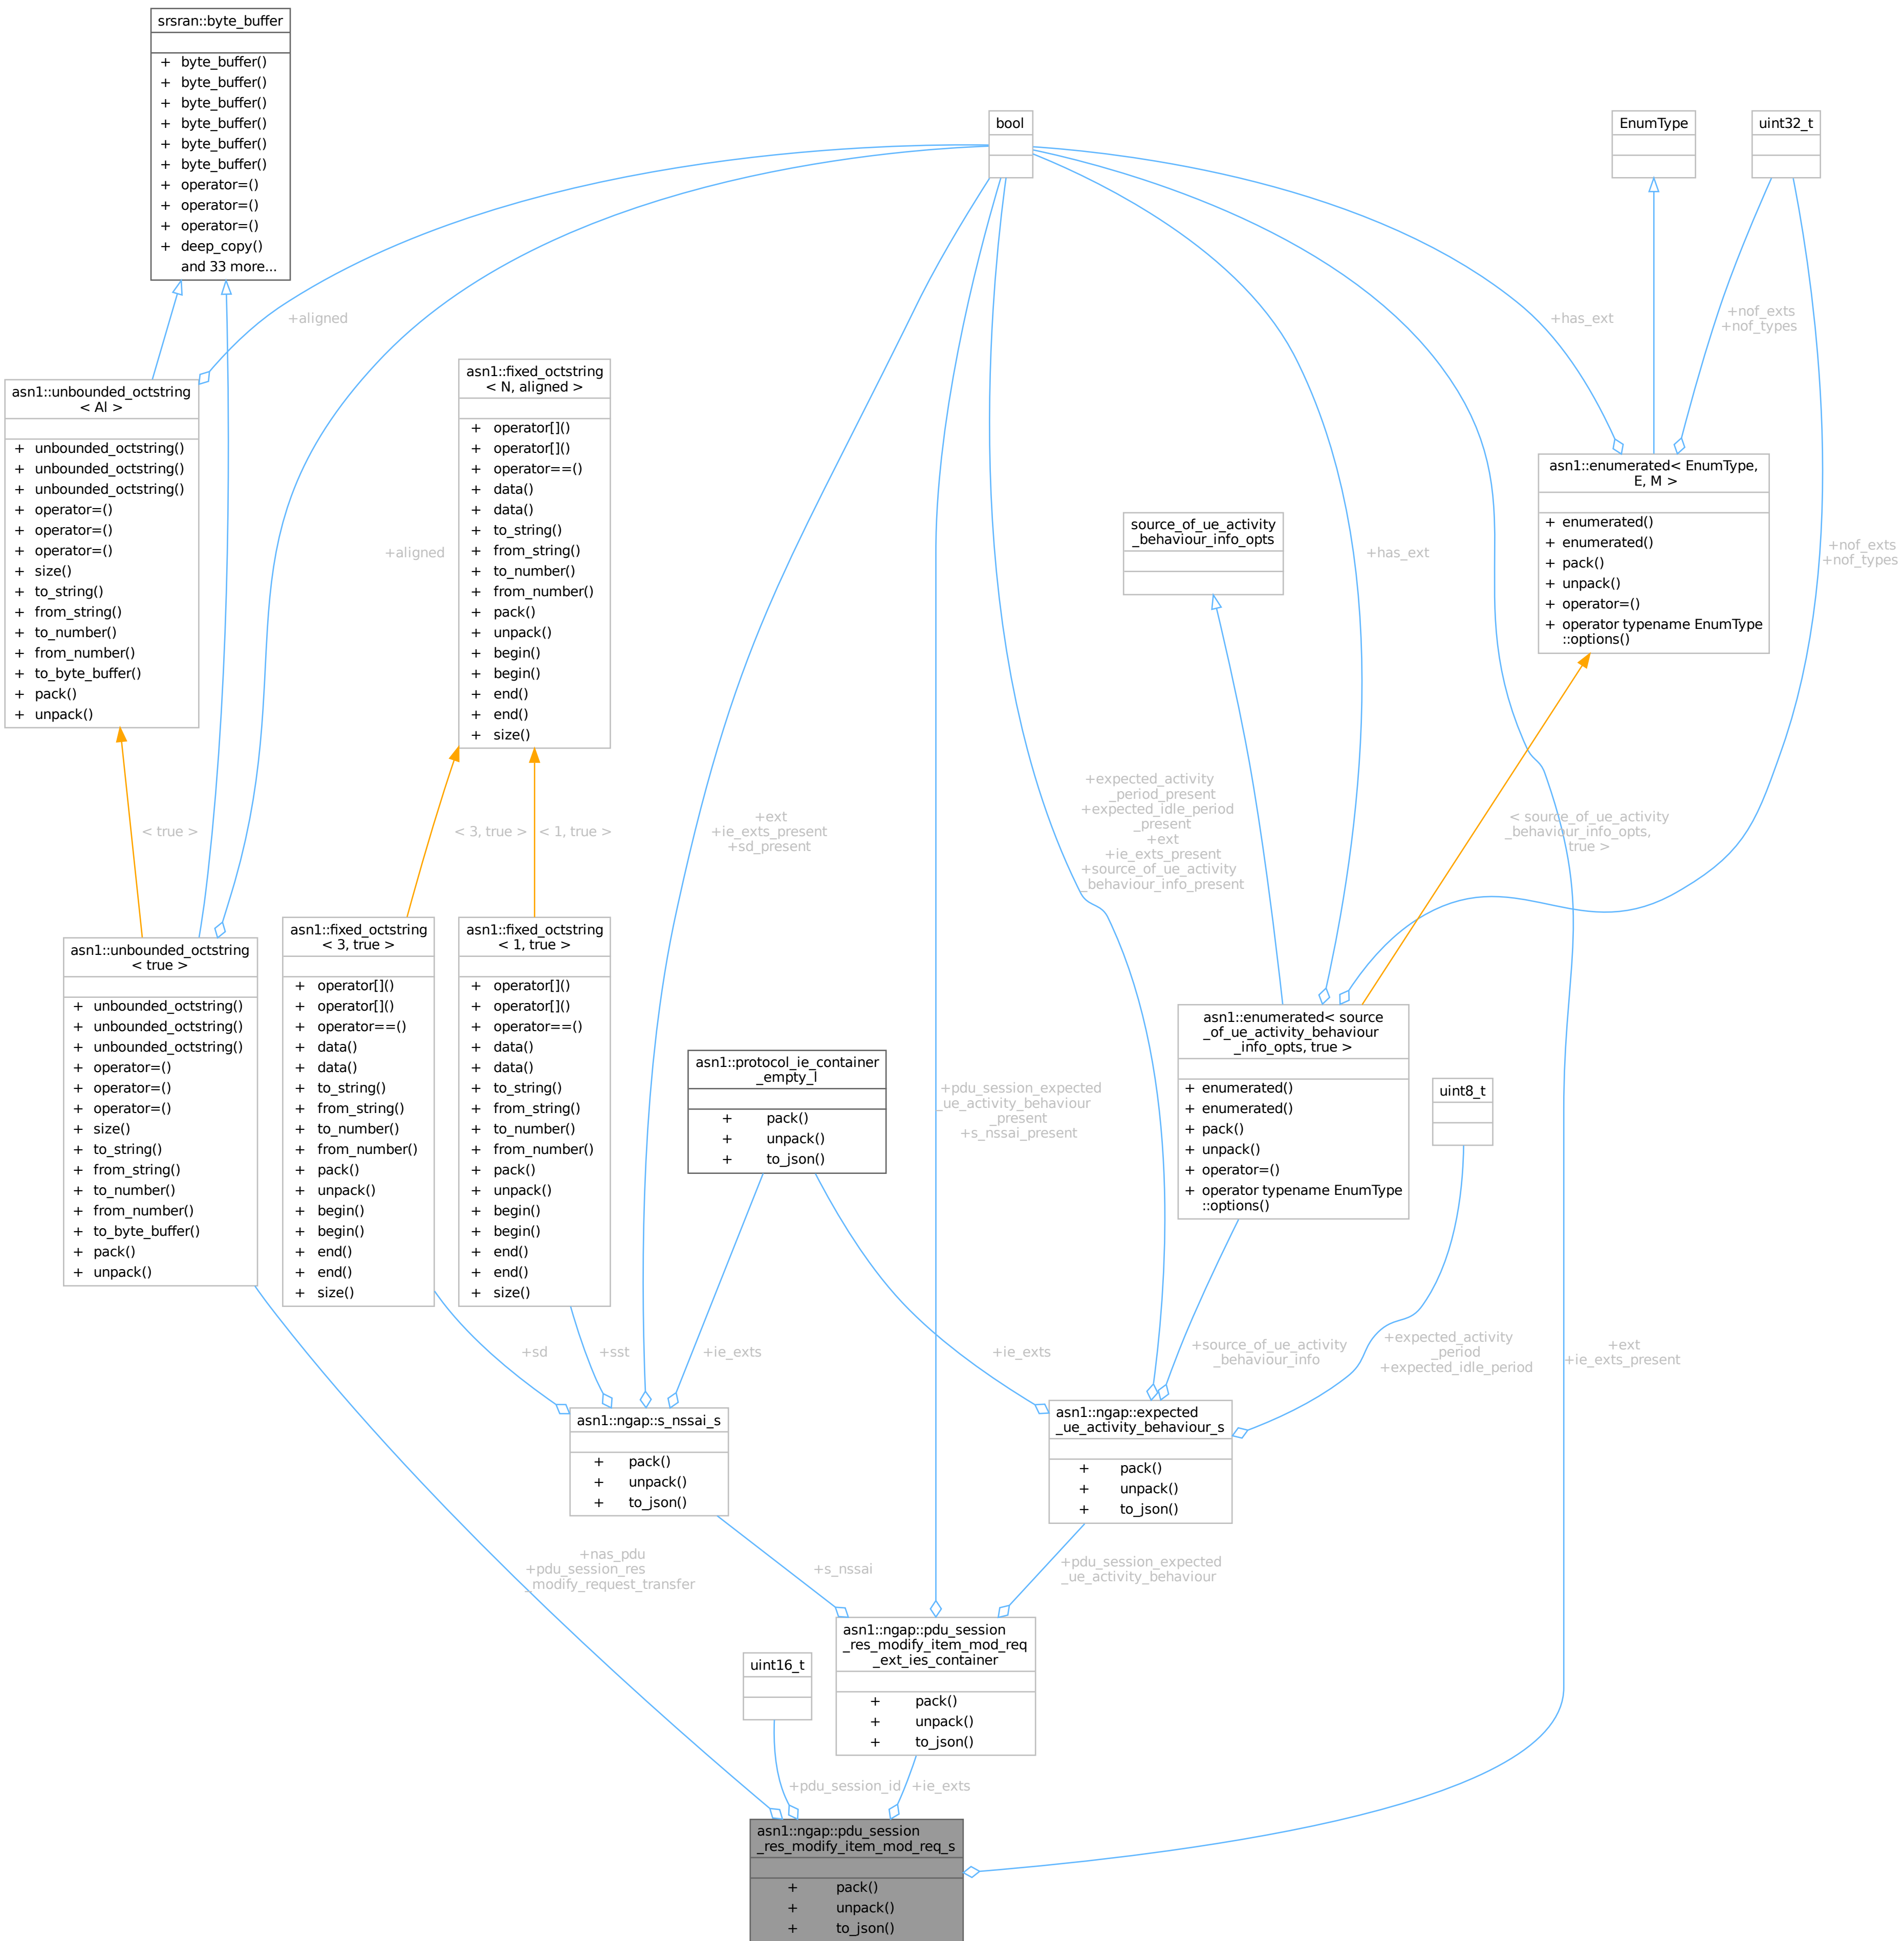 srsran::byte_buffer
+ byte_buffer()
+ byte_buffer()
+ byte_buffer()
+ byte_buffer()
+ byte_buffer()
+ byte_buffer()
+ operator=()
+ operator=()
+ operator=()
+ deep_copy()
and 33 more...
bool
EnumType
uint32_t
+aligned
+has_ext
+nof_exts
+nof_types
asn1::unbounded_octstring
< Al >
+ unbounded_octstring()
+ unbounded_octstring()
+ unbounded_octstring()
+ operator=()
+ operator=()
+ operator=()
+ size()
+ to_string()
+ from_string()
+ to_number()
+ from_number()
+ to_byte_buffer()
+ pack()
+ unpack()
+aligned
asn1::fixed_octstring
< N, aligned >
+ operator[]()
+ operator[]()
+ operator==()
+ data()
+ data()
+ to_string()
+ from_string()
+ to_number()
+ from_number()
+ pack()
+ unpack()
+ begin()
+ begin()
+ end()
+ end()
+ size()
source_of_ue_activity
_behaviour_info_opts
+has_ext
asn1::enumerated< EnumType,
E, M >
+ enumerated()
+ enumerated()
+ pack()
+ unpack()
+ operator=()
+ operator typename EnumType
::options()
+nof_exts
+nof_types
< true >
< 3, true >
< 1, true >
+ext
+ie_exts_present
+sd_present
+expected_activity
_period_present
+expected_idle_period
_present
+ext
+ie_exts_present
+source_of_ue_activity
_behaviour_info_present
< source_of_ue_activity
_behaviour_info_opts,
true >
asn1::unbounded_octstring
< true >
+ unbounded_octstring()
+ unbounded_octstring()
+ unbounded_octstring()
+ operator=()
+ operator=()
+ operator=()
+ size()
+ to_string()
+ from_string()
+ to_number()
+ from_number()
+ to_byte_buffer()
+ pack()
+ unpack()
asn1::fixed_octstring
< 3, true >
+ operator[]()
+ operator[]()
+ operator==()
+ data()
+ data()
+ to_string()
+ from_string()
+ to_number()
+ from_number()
+ pack()
+ unpack()
+ begin()
+ begin()
+ end()
+ end()
+ size()
asn1::fixed_octstring
< 1, true >
+ operator[]()
+ operator[]()
+ operator==()
+ data()
+ data()
+ to_string()
+ from_string()
+ to_number()
+ from_number()
+ pack()
+ unpack()
+ begin()
+ begin()
+ end()
+ end()
+ size()
asn1::protocol_ie_container
_empty_l
+ pack()
+ unpack()
+ to_json()
+pdu_session_expected
_ue_activity_behaviour
_present
+s_nssai_present
asn1::enumerated< source
_of_ue_activity_behaviour
_info_opts, true >
+ enumerated()
+ enumerated()
+ pack()
+ unpack()
+ operator=()
+ operator typename EnumType
::options()
uint8_t
+sd
+sst
+ie_exts
+ie_exts
+source_of_ue_activity
_behaviour_info
+expected_activity
_period
+expected_idle_period
+ext
+ie_exts_present
asn1::ngap::s_nssai_s
+ pack()
+ unpack()
+ to_json()
asn1::ngap::expected
_ue_activity_behaviour_s
+ pack()
+ unpack()
+ to_json()
+nas_pdu
+pdu_session_res
_modify_request_transfer
+s_nssai
+pdu_session_expected
_ue_activity_behaviour
uint16_t
asn1::ngap::pdu_session
_res_modify_item_mod_req
_ext_ies_container
+ pack()
+ unpack()
+ to_json()
+pdu_session_id
+ie_exts
asn1::ngap::pdu_session
_res_modify_item_mod_req_s
+ pack()
+ unpack()
+ to_json()